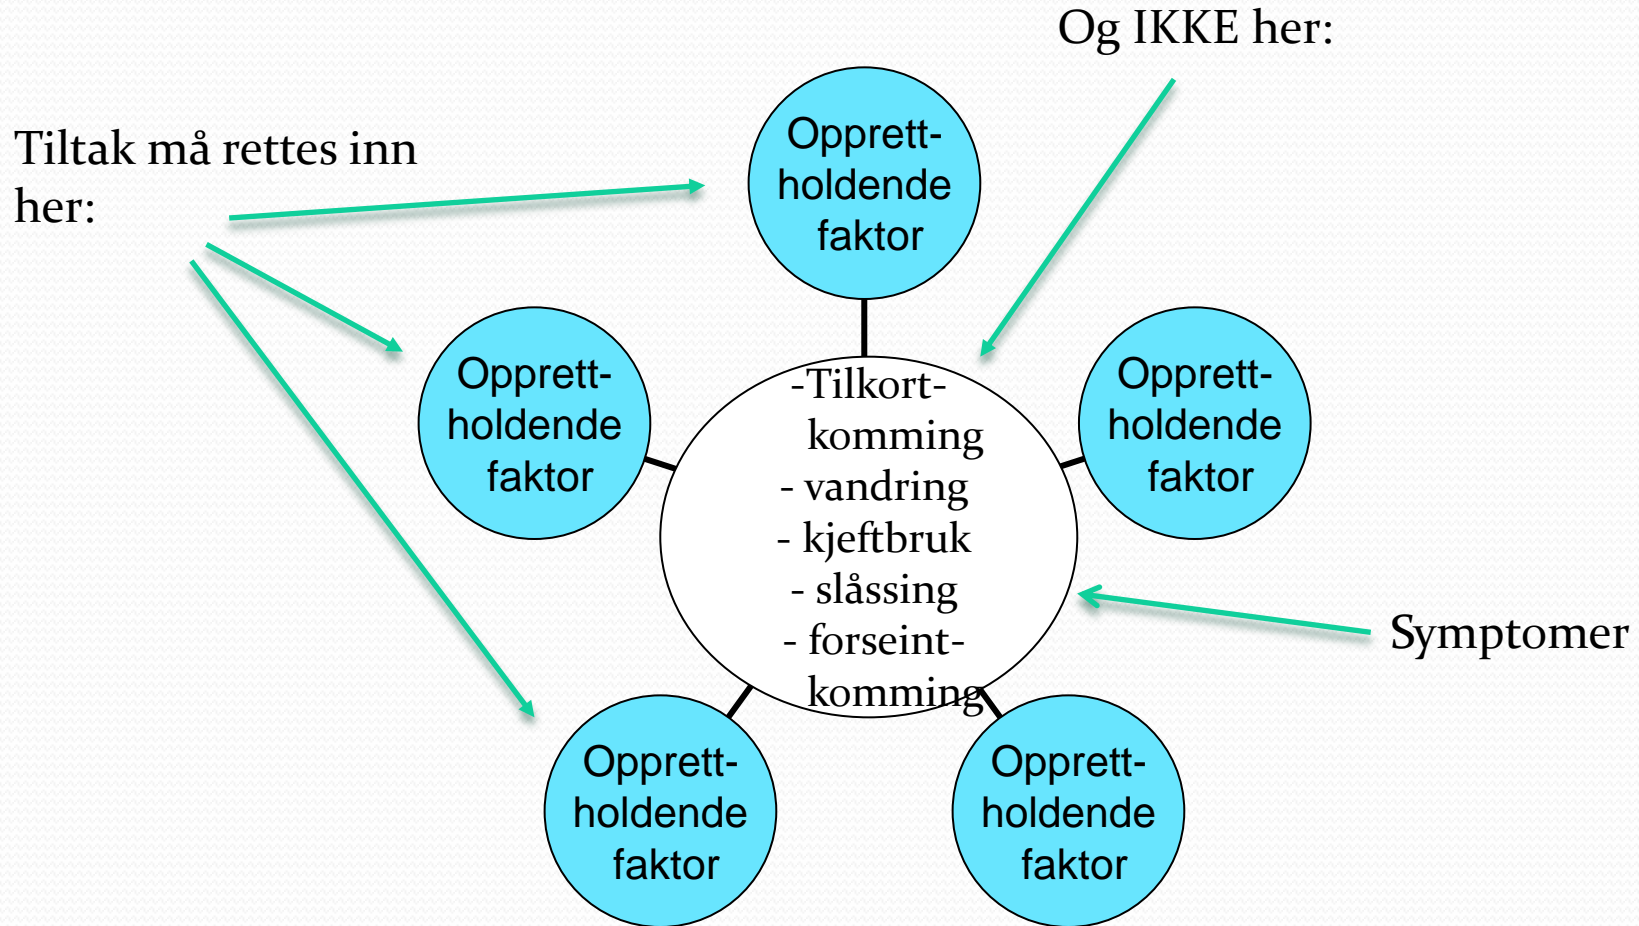 Og IKKE her:
Tiltak må rettes inn
her:
Opprett-
holdende
faktor
Opprett-
holdende
faktor
Opprett-
holdende
faktor
-Tilkort-
komming
- vandring
- kjeftbruk
- slåssing
- forseint-
komming
Symptomer
Opprett-
holdende
faktor
Opprett-
holdende
faktor